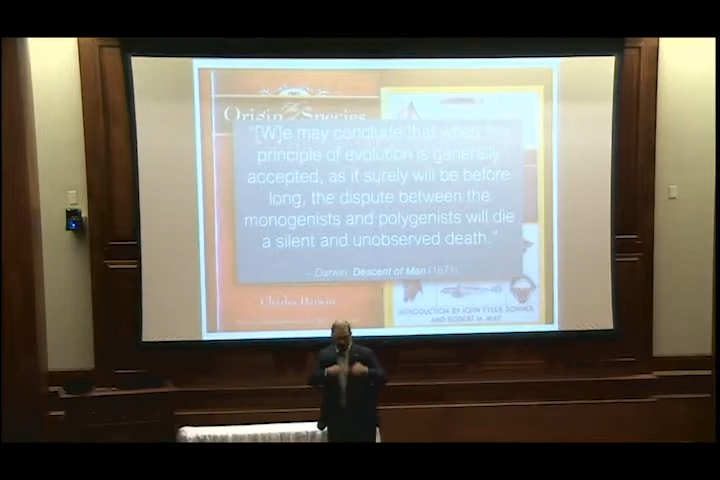 Origin The Species
"[W]e may conclude that when the
principle of evolution is generally
accepted, as it surely will be before
long, the dispute between the
monogenists and polygenists will die
a silent and unobserved death."
– Darwin, Descent of Man (1871)
Charles Darwin
INTRODUCTION BY JOHN TYLER BONNER
AND ROBERT M. MAY